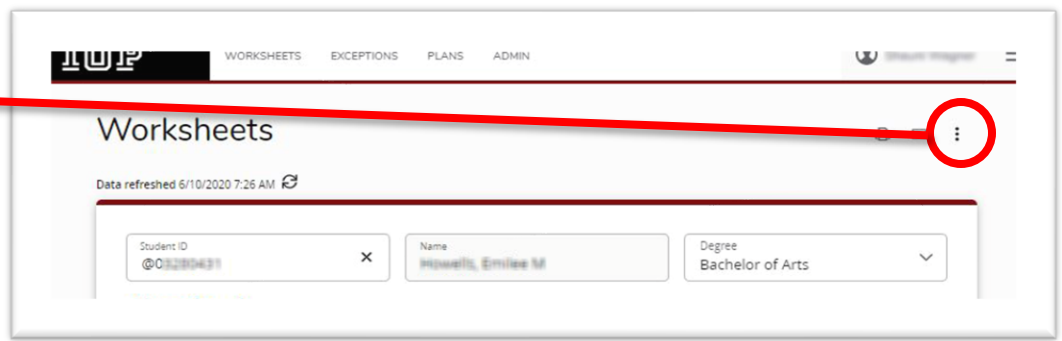 IUP
WORKSHEETS EXCEPTIONS PLANS ADMIN
Worksheets
Data refreshed 6/10/2020 7:26 AM
Student ID Name Degree
Bachelor of Arts